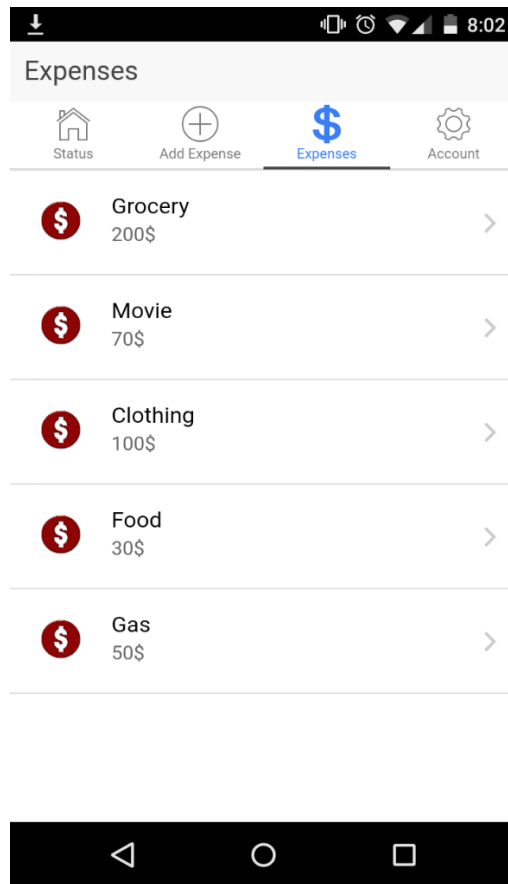 8:02
Expenses
Status
Add Expense
Expenses
Account
Grocery
200$
Movie
70$
Clothing
100$
Food
30$
Gas
50$